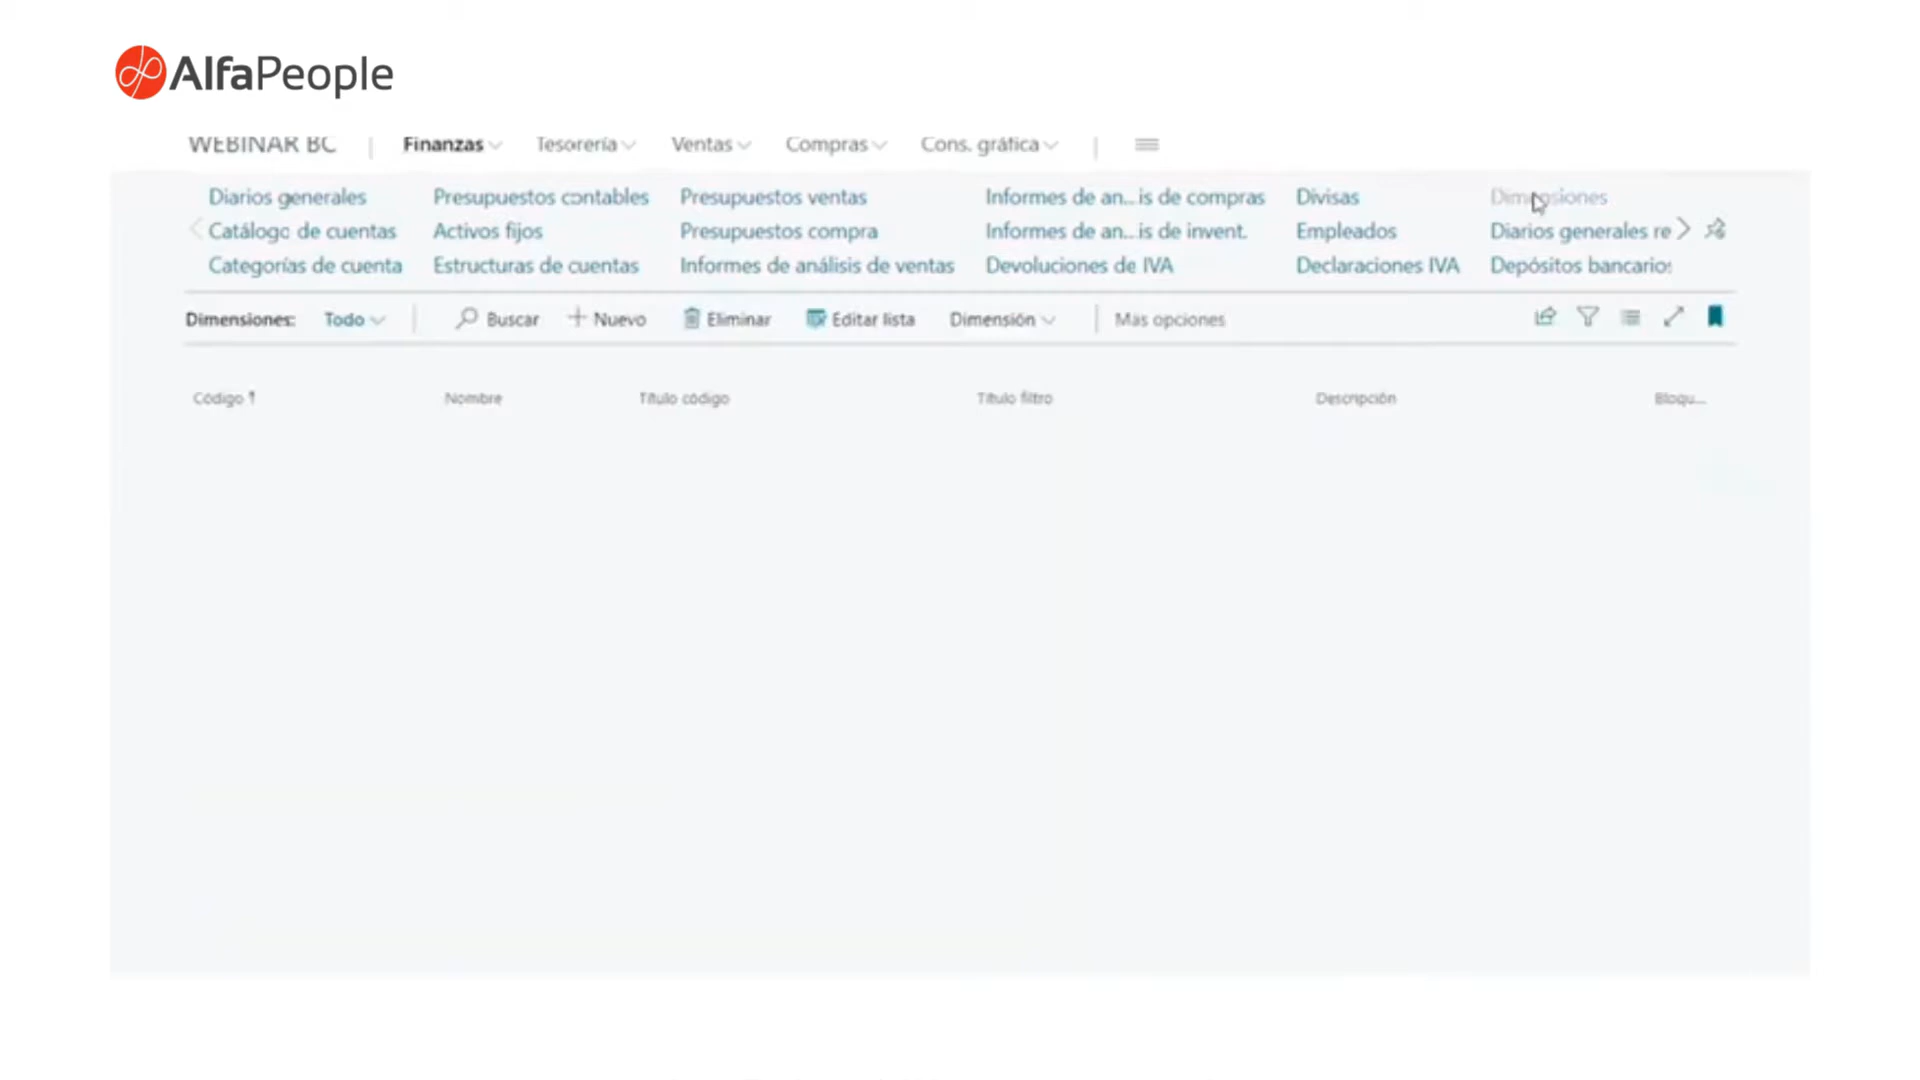 AlfaPeople
WEBINAR BC | Finanzas Tesorería Ventas Compras Cons. gráfica |
Diarios generales Presupuestos contables Presupuestos ventas Informes de an... is de compras Divisas Dimensiones
Catálogo de cuentas Activos fijos Presupuestos compra Informes de an... is de invent. Empleados Diarios generales re
Categorías de cuenta Estructuras de cuentas Informes de análisis de ventas Devoluciones de IVA Declaraciones IVA Depósitos bancarios
Dimensiones: Todo Buscar Nuevo Eliminar Editar lista Dimensión Mas opciones
Código ↑ Nombre Título código Título filtro Descripción Bloqu...